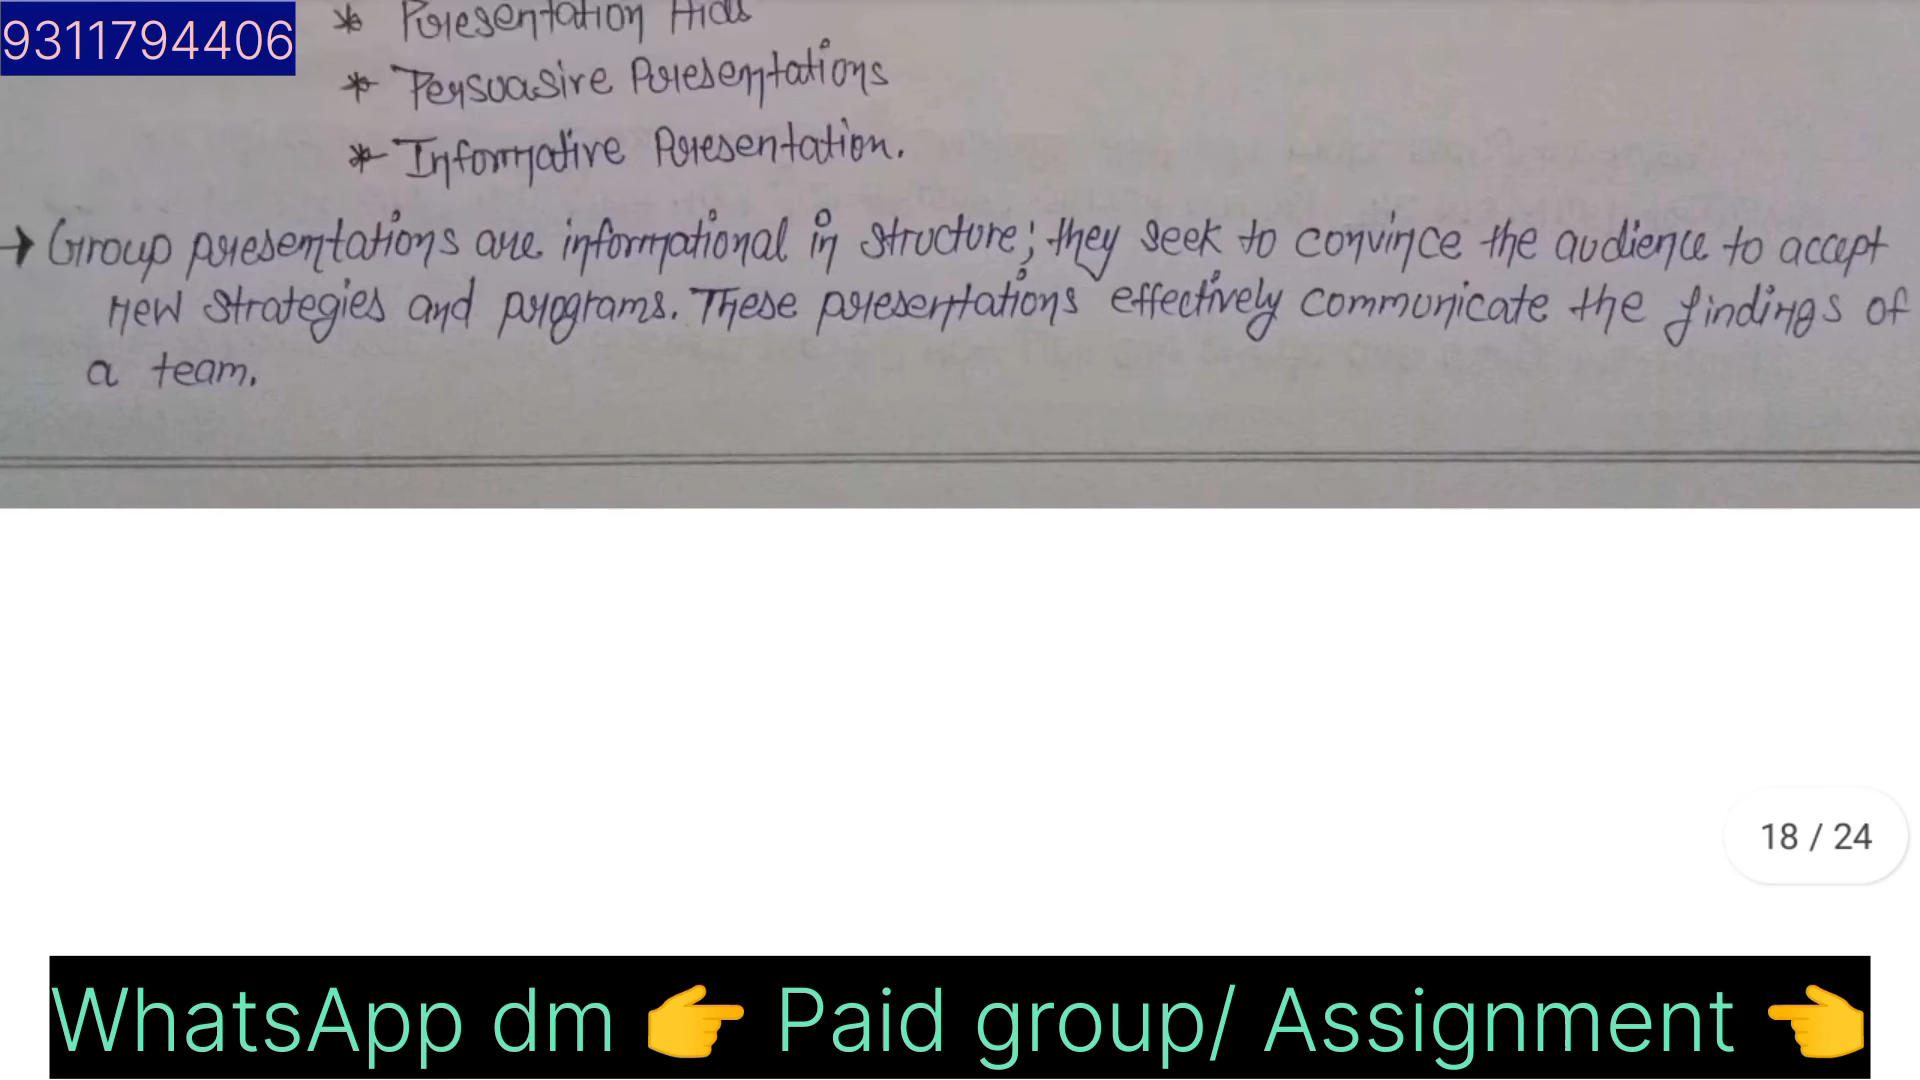 9311794406
* Presentation Aids
* Persuasive Presentations
* Informative Presentation.
→ Group presentations are informational in structure; they seek to convince the audience to accept
new strategies and programs. These presentations effectively communicate the findings of
a team.
18 / 24
WhatsApp dm 👉 Paid group/ Assignment 👈